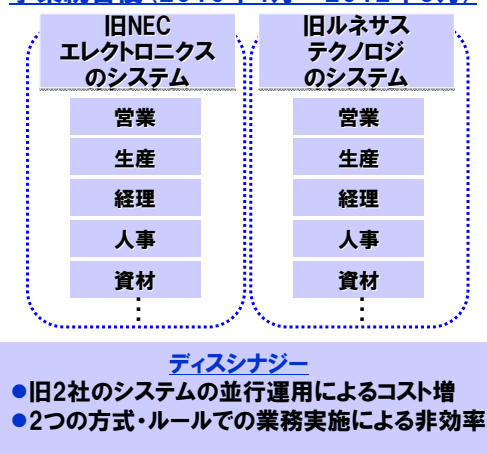 旧NEC
エレクトロニクス
のシステム
営業
生産
経理
人事
資材
旧ルネサス
テクノロジ
のシステム
営業
生産
経理
人事
資材
ディスシナジー
●旧2社のシステムの並行運用によるコスト増
●2つの方式・ルールでの業務実施による非効率